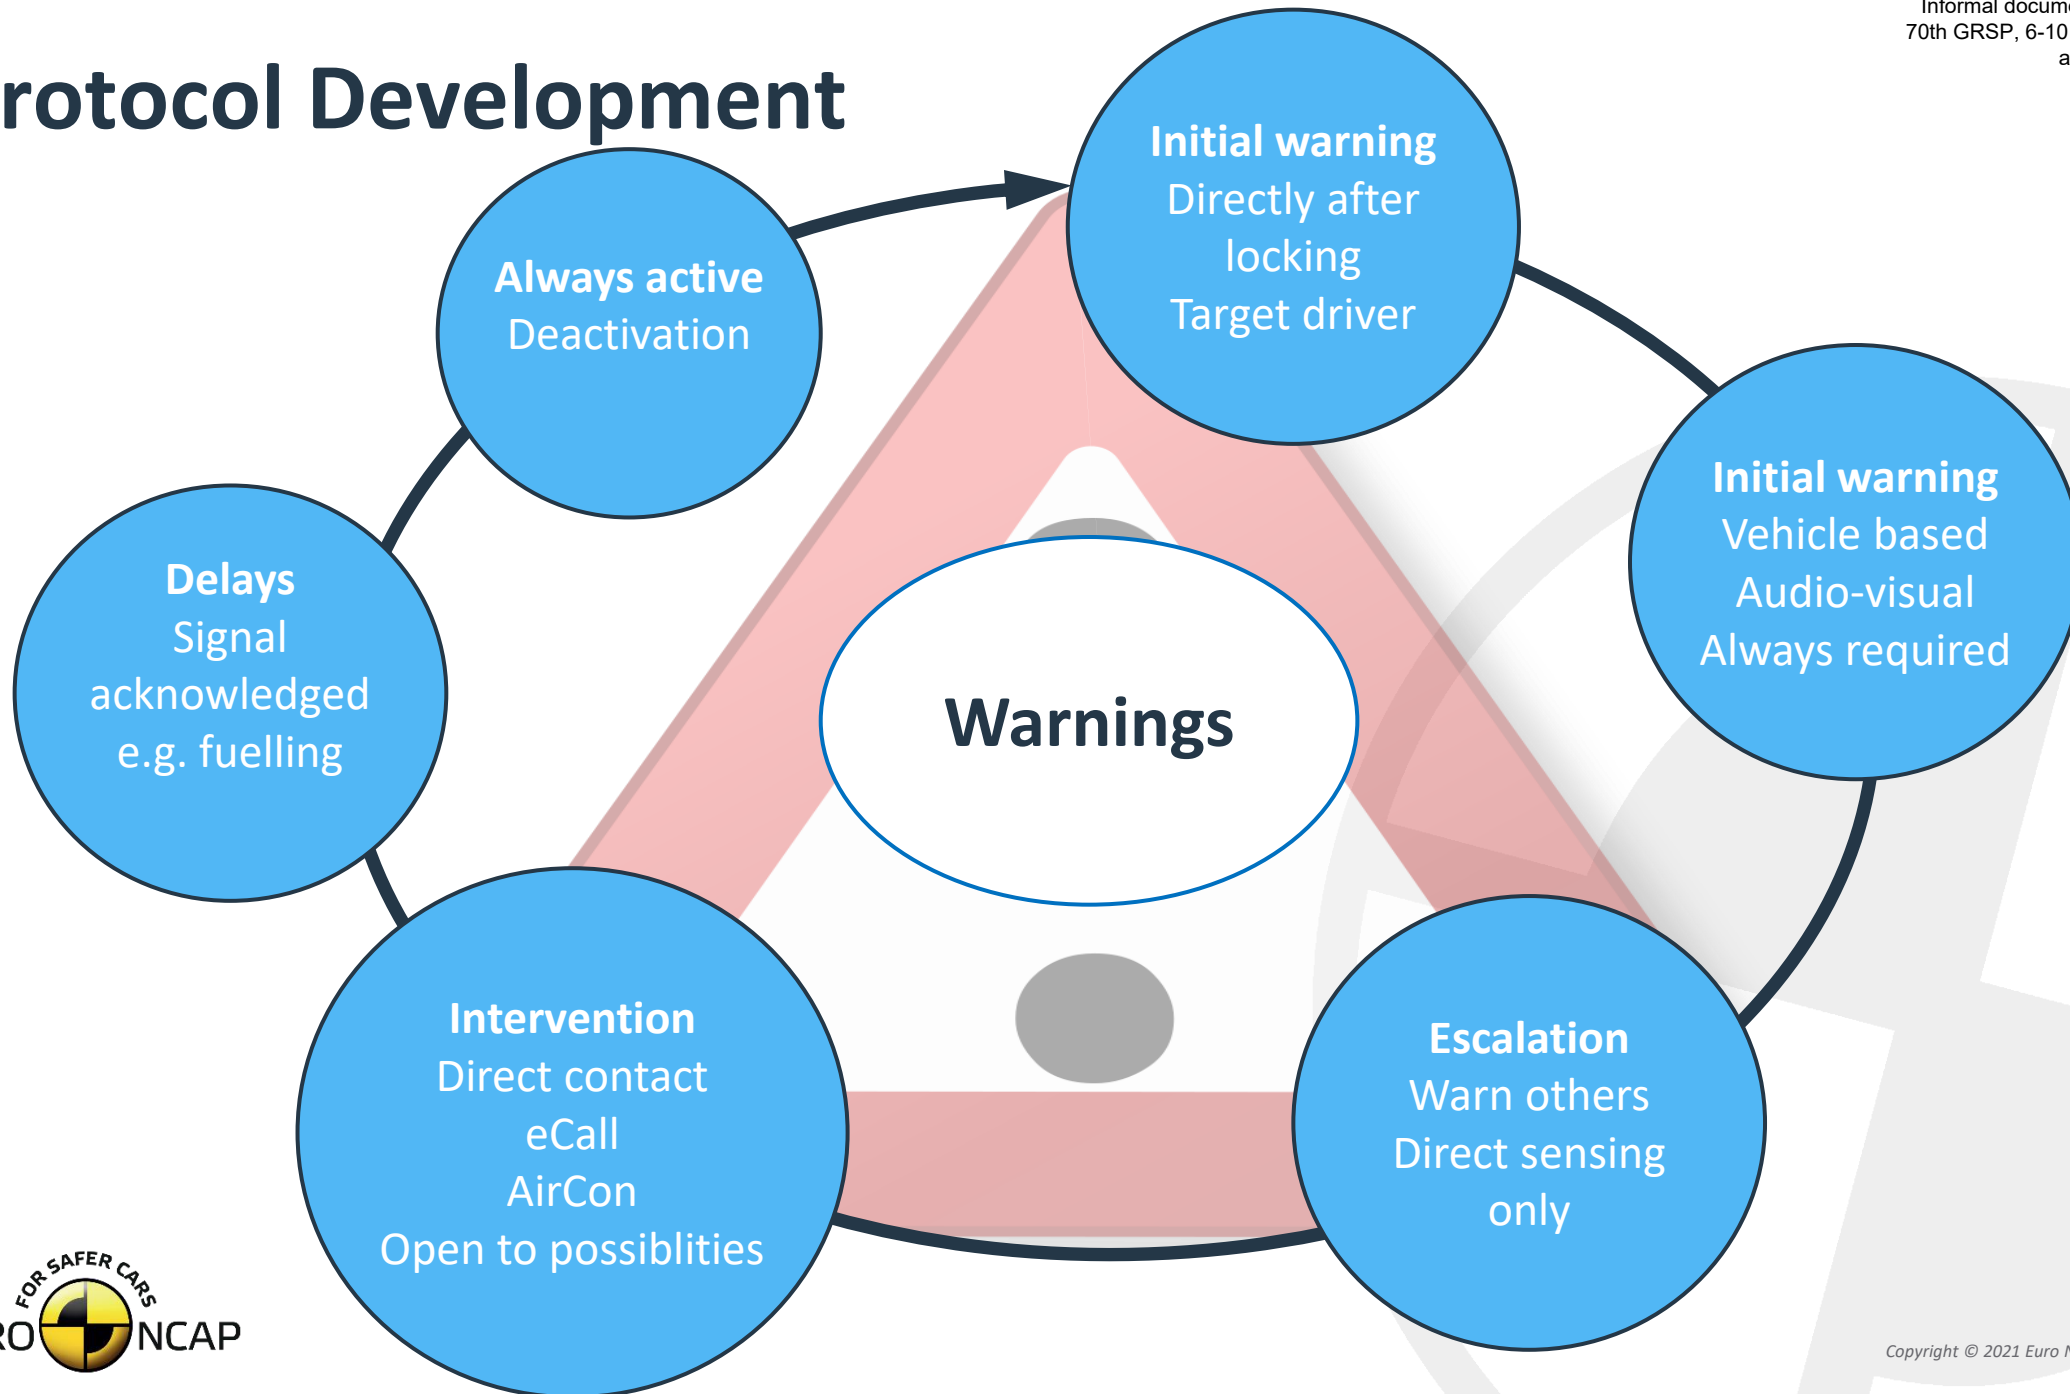 Informal docume
70th GRSP, 6-10
a
rotocol Development
Initial warning
Directly after
locking
Target driver
Always active
Deactivation
Initial warning
Vehicle based
Audio-visual
Always required
Delays
Signal
acknowledged
e.g. fuelling
Warnings
Intervention
Direct contact
eCall
AirCon
Open to possiblities
Escalation
Warn others
Direct sensing
only
FOR SAFER CARS
RO NCAP
Copyright © 2021 Euro N